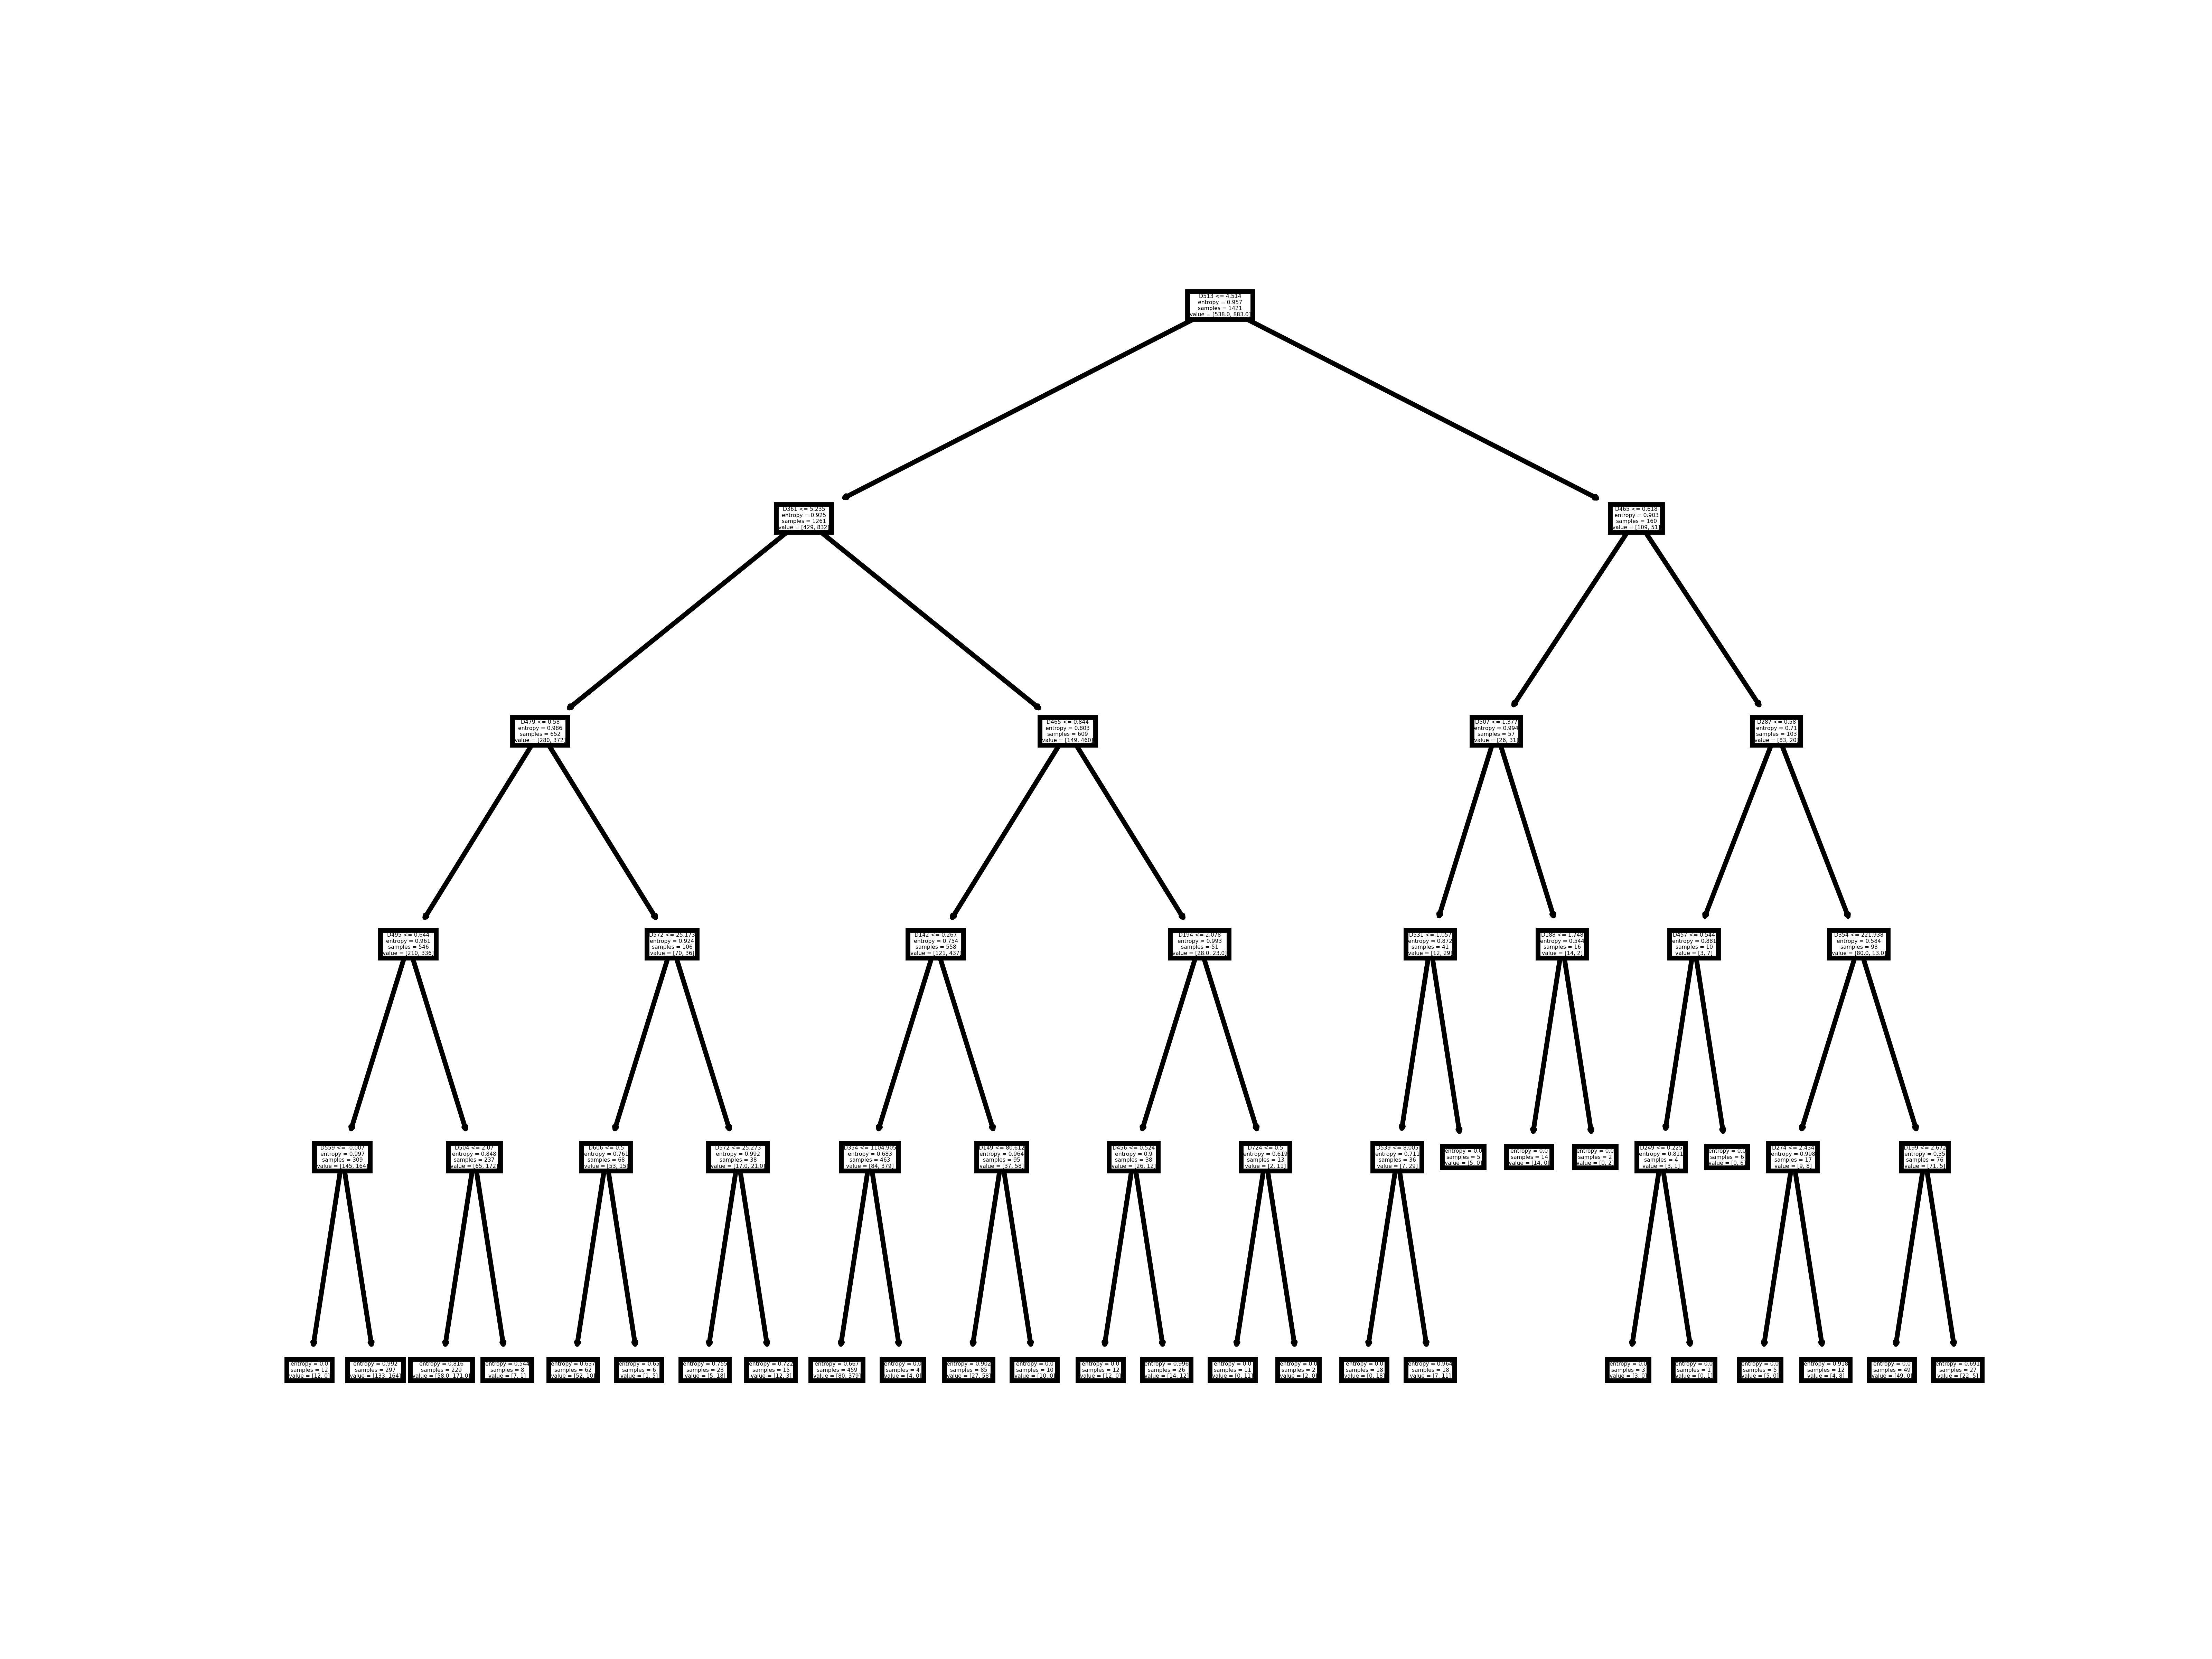 D513 <= 4.514
entropy = 0.957
samples = 1421
value = [538.0, 883.0]
D361 <= 5.235
entropy = 0.925
samples = 1261
value = [429, 832]
D465 <= 0.618
entropy = 0.903
samples = 160
value = [109, 51]
D479 <= 0.58
entropy = 0.986
samples = 652
value = [280, 372]
D465 <= 0.844
entropy = 0.803
samples = 609
value = [149, 460]
D507 <= 1.377
entropy = 0.994
samples = 57
value = [26, 31]
D287 <= 0.58
entropy = 0.71
samples = 103
value = [83, 20]
D495 <= 0.644
entropy = 0.961
samples = 546
value = [210, 336]
D572 <= 25.173
entropy = 0.924
samples = 106
value = [70, 36]
D142 <= 0.267
entropy = 0.754
samples = 558
value = [121, 437]
D194 <= 2.078
entropy = 0.993
samples = 51
value = [28.0, 23.0]
D531 <= 1.057
entropy = 0.872
samples = 41
value = [12, 29]
D188 <= 1.748
entropy = 0.544
samples = 16
value = [14, 2]
D457 <= 0.544
entropy = 0.881
samples = 10
value = [3, 7]
D354 <= 221.938
entropy = 0.584
samples = 93
value = [80.0, 13.0]
D559 <= -0.007
entropy = 0.997
samples = 309
value = [145, 164]
D504 <= 2.07
entropy = 0.848
samples = 237
value = [65, 172]
D606 <= 0.5
entropy = 0.761
samples = 68
value = [53, 15]
D572 <= 25.273
entropy = 0.992
samples = 38
value = [17.0, 21.0]
D354 <= 1104.905
entropy = 0.683
samples = 463
value = [84, 379]
D149 <= 80.611
entropy = 0.964
samples = 95
value = [37, 58]
D456 <= 0.524
entropy = 0.9
samples = 38
value = [26, 12]
D724 <= 0.5
entropy = 0.619
samples = 13
value = [2, 11]
D539 <= 8.003
entropy = 0.711
samples = 36
value = [7, 29]
entropy = 0.0
samples = 5
value = [5, 0]
entropy = 0.0
samples = 14
value = [14, 0]
entropy = 0.0
samples = 2
value = [0, 2]
D249 <= 0.225
entropy = 0.811
samples = 4
value = [3, 1]
entropy = 0.0
samples = 6
value = [0, 6]
D274 <= 2.434
entropy = 0.998
samples = 17
value = [9, 8]
D199 <= 2.672
entropy = 0.35
samples = 76
value = [71, 5]
entropy = 0.0
samples = 12
value = [12, 0]
entropy = 0.992
samples = 297
value = [133, 164]
entropy = 0.816
samples = 229
value = [58.0, 171.0]
entropy = 0.544
samples = 8
value = [7, 1]
entropy = 0.637
samples = 62
value = [52, 10]
entropy = 0.65
samples = 6
value = [1, 5]
entropy = 0.755
samples = 23
value = [5, 18]
entropy = 0.722
samples = 15
value = [12, 3]
entropy = 0.667
samples = 459
value = [80, 379]
entropy = 0.0
samples = 4
value = [4, 0]
entropy = 0.902
samples = 85
value = [27, 58]
entropy = 0.0
samples = 10
value = [10, 0]
entropy = 0.0
samples = 12
value = [12, 0]
entropy = 0.996
samples = 26
value = [14, 12]
entropy = 0.0
samples = 11
value = [0, 11]
entropy = 0.0
samples = 2
value = [2, 0]
entropy = 0.0
samples = 18
value = [0, 18]
entropy = 0.964
samples = 18
value = [7, 11]
entropy = 0.0
samples = 3
value = [3, 0]
entropy = 0.0
samples = 1
value = [0, 1]
entropy = 0.0
samples = 5
value = [5, 0]
entropy = 0.918
samples = 12
value = [4, 8]
entropy = 0.0
samples = 49
value = [49, 0]
entropy = 0.691
samples = 27
value = [22, 5]